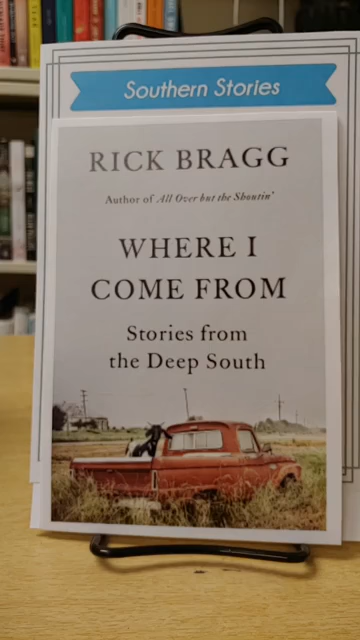 Southern Stories
RICK BRAGG
Author of All Over but the Shoutin'
WHERE I
COME FROM
Stories from
the Deep South